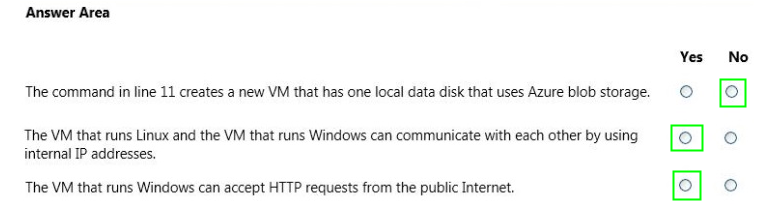 Answer Area
Yes No
The command in line 11 creates a new VM that has one local data disk that uses Azure blob storage.
The VM that runs Linux and the VM that runs Windows can communicate with each other by using
internal IP addresses.
The VM that runs Windows can accept HTTP requests from the public Internet.